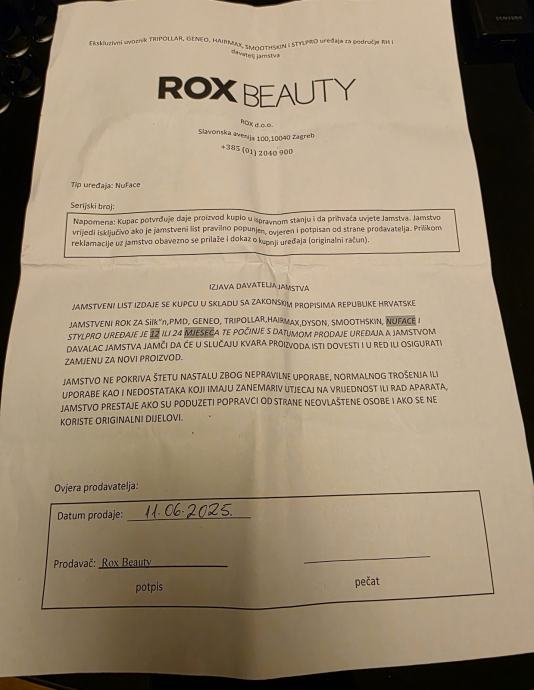 Ekskluzivni uvoznik TRIPOLLAR, GENEO, HAIRMAX, SMOOTHSKIN i STYLPRO uređaja za područje RH i
davatelj jamstva
ROX BEAUTY
ROX d.o.o.
Slavonska avenija 100,10040 Zagreb
+385 (01) 2040 900
Tip uređaja: NuFace
Serijski broj:
Napomena: Kupac potvrđuje daje proizvod kupio u ispravnom stanju i da prihvaća uvjete Jamstva. Jamstvo
vrijedi isključivo ako je jamstveni list pravilno popunjen, ovjeren i potpisan od strane prodavatelja. Prilikom
reklamacije uz jamstvo obavezno se prilaže i dokaz o kupnji uređaja (originalni račun).
IZJAVA DAVATELJA JAMSTVA
JAMSTVENI LIST IZDAJE SE KUPCU U SKLADU SA ZAKONSKIM PROPISIMA REPUBLIKE HRVATSKE
JAMSTVENI ROK ZA Silk"n,PMD, GENEO, TRIPOLLAR,HAIRMAX,DYSON, SMOOTHSKIN, NUFACE I
STYLPRO UREĐAJE JE 12 ILI 24 MJESECA TE POČINJE S DATUMOM PRODAJE UREĐAJA A JAMSTVOM
DAVALAC JAMSTVA JAMČI DA ĆE U SLUČAJU KVARA PROIZVODA ISTI DOVESTI U RED ILI OSIGURATI
ZAMJENU ZA NOVI PROIZVOD.
JAMSTVO NE POKRIVA ŠTETU NASTALU ZBOG NEPRAVILNE UPORABE, NORMALNOG TROŠENJA ILI
UPORABE KAO I NEDOSTATAKA KOJI IMAJU ZANEMARIV UTJECAJ NA VRIJEDNOST ILI RAD APARATA,
JAMSTVO PRESTAJE AKO SU PODUZETI POPRAVCI OD STRANE NEOVLAŠTENE OSOBE I AKO SE NE
KORISTE ORIGINALNI DIJELOVI.
Ovjera prodavatelja:
Datum prodaje: 11.06.2025.
Prodavač: Rox Beauty
potpis
pečat
SAMSUNG